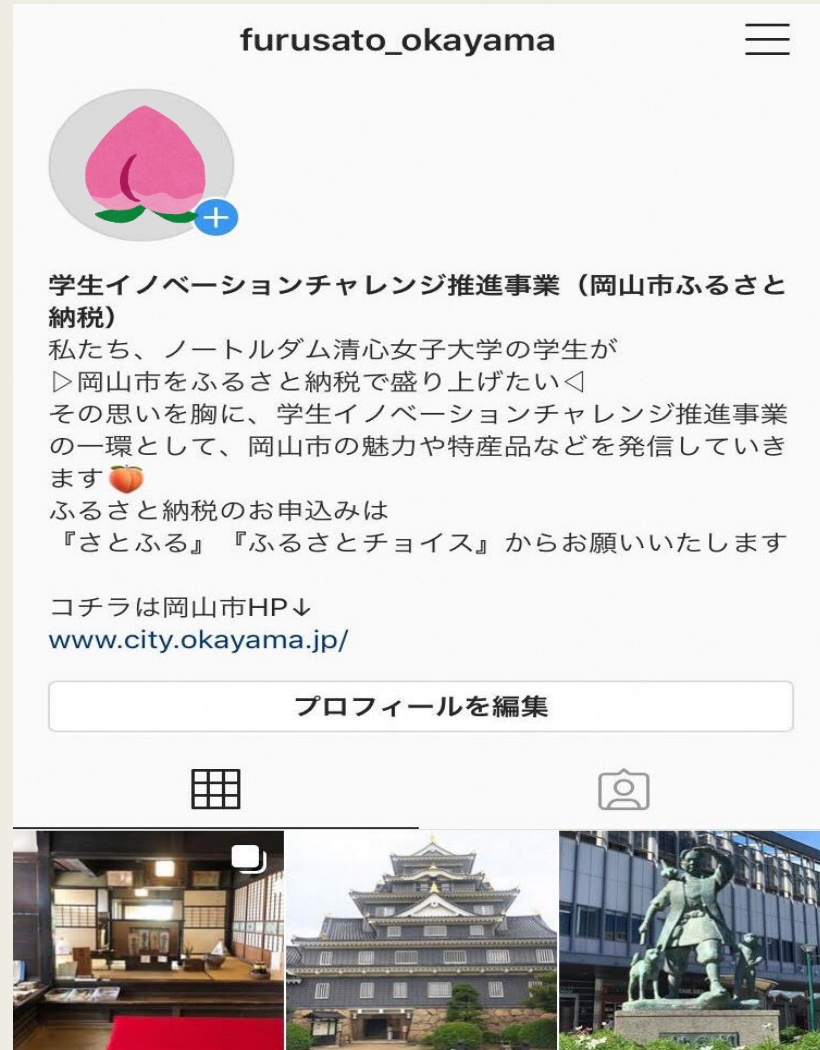 furusato_okayama
学生イノベーションチャレンジ推進事業（岡山市ふるさと
納税）
私たち、ノートルダム清心女子大学の学生が
▷岡山市をふるさと納税で盛り上げたい◁
その思いを胸に、学生イノベーションチャレンジ推進事業
の一環として、岡山市の魅力や特産品などを発信していき
ます🍑
ふるさと納税のお申込みは
『さとふる』『ふるさとチョイス』からお願いいたします
コチラは岡山市HP↓
www.city.okayama.jp/
プロフィールを編集